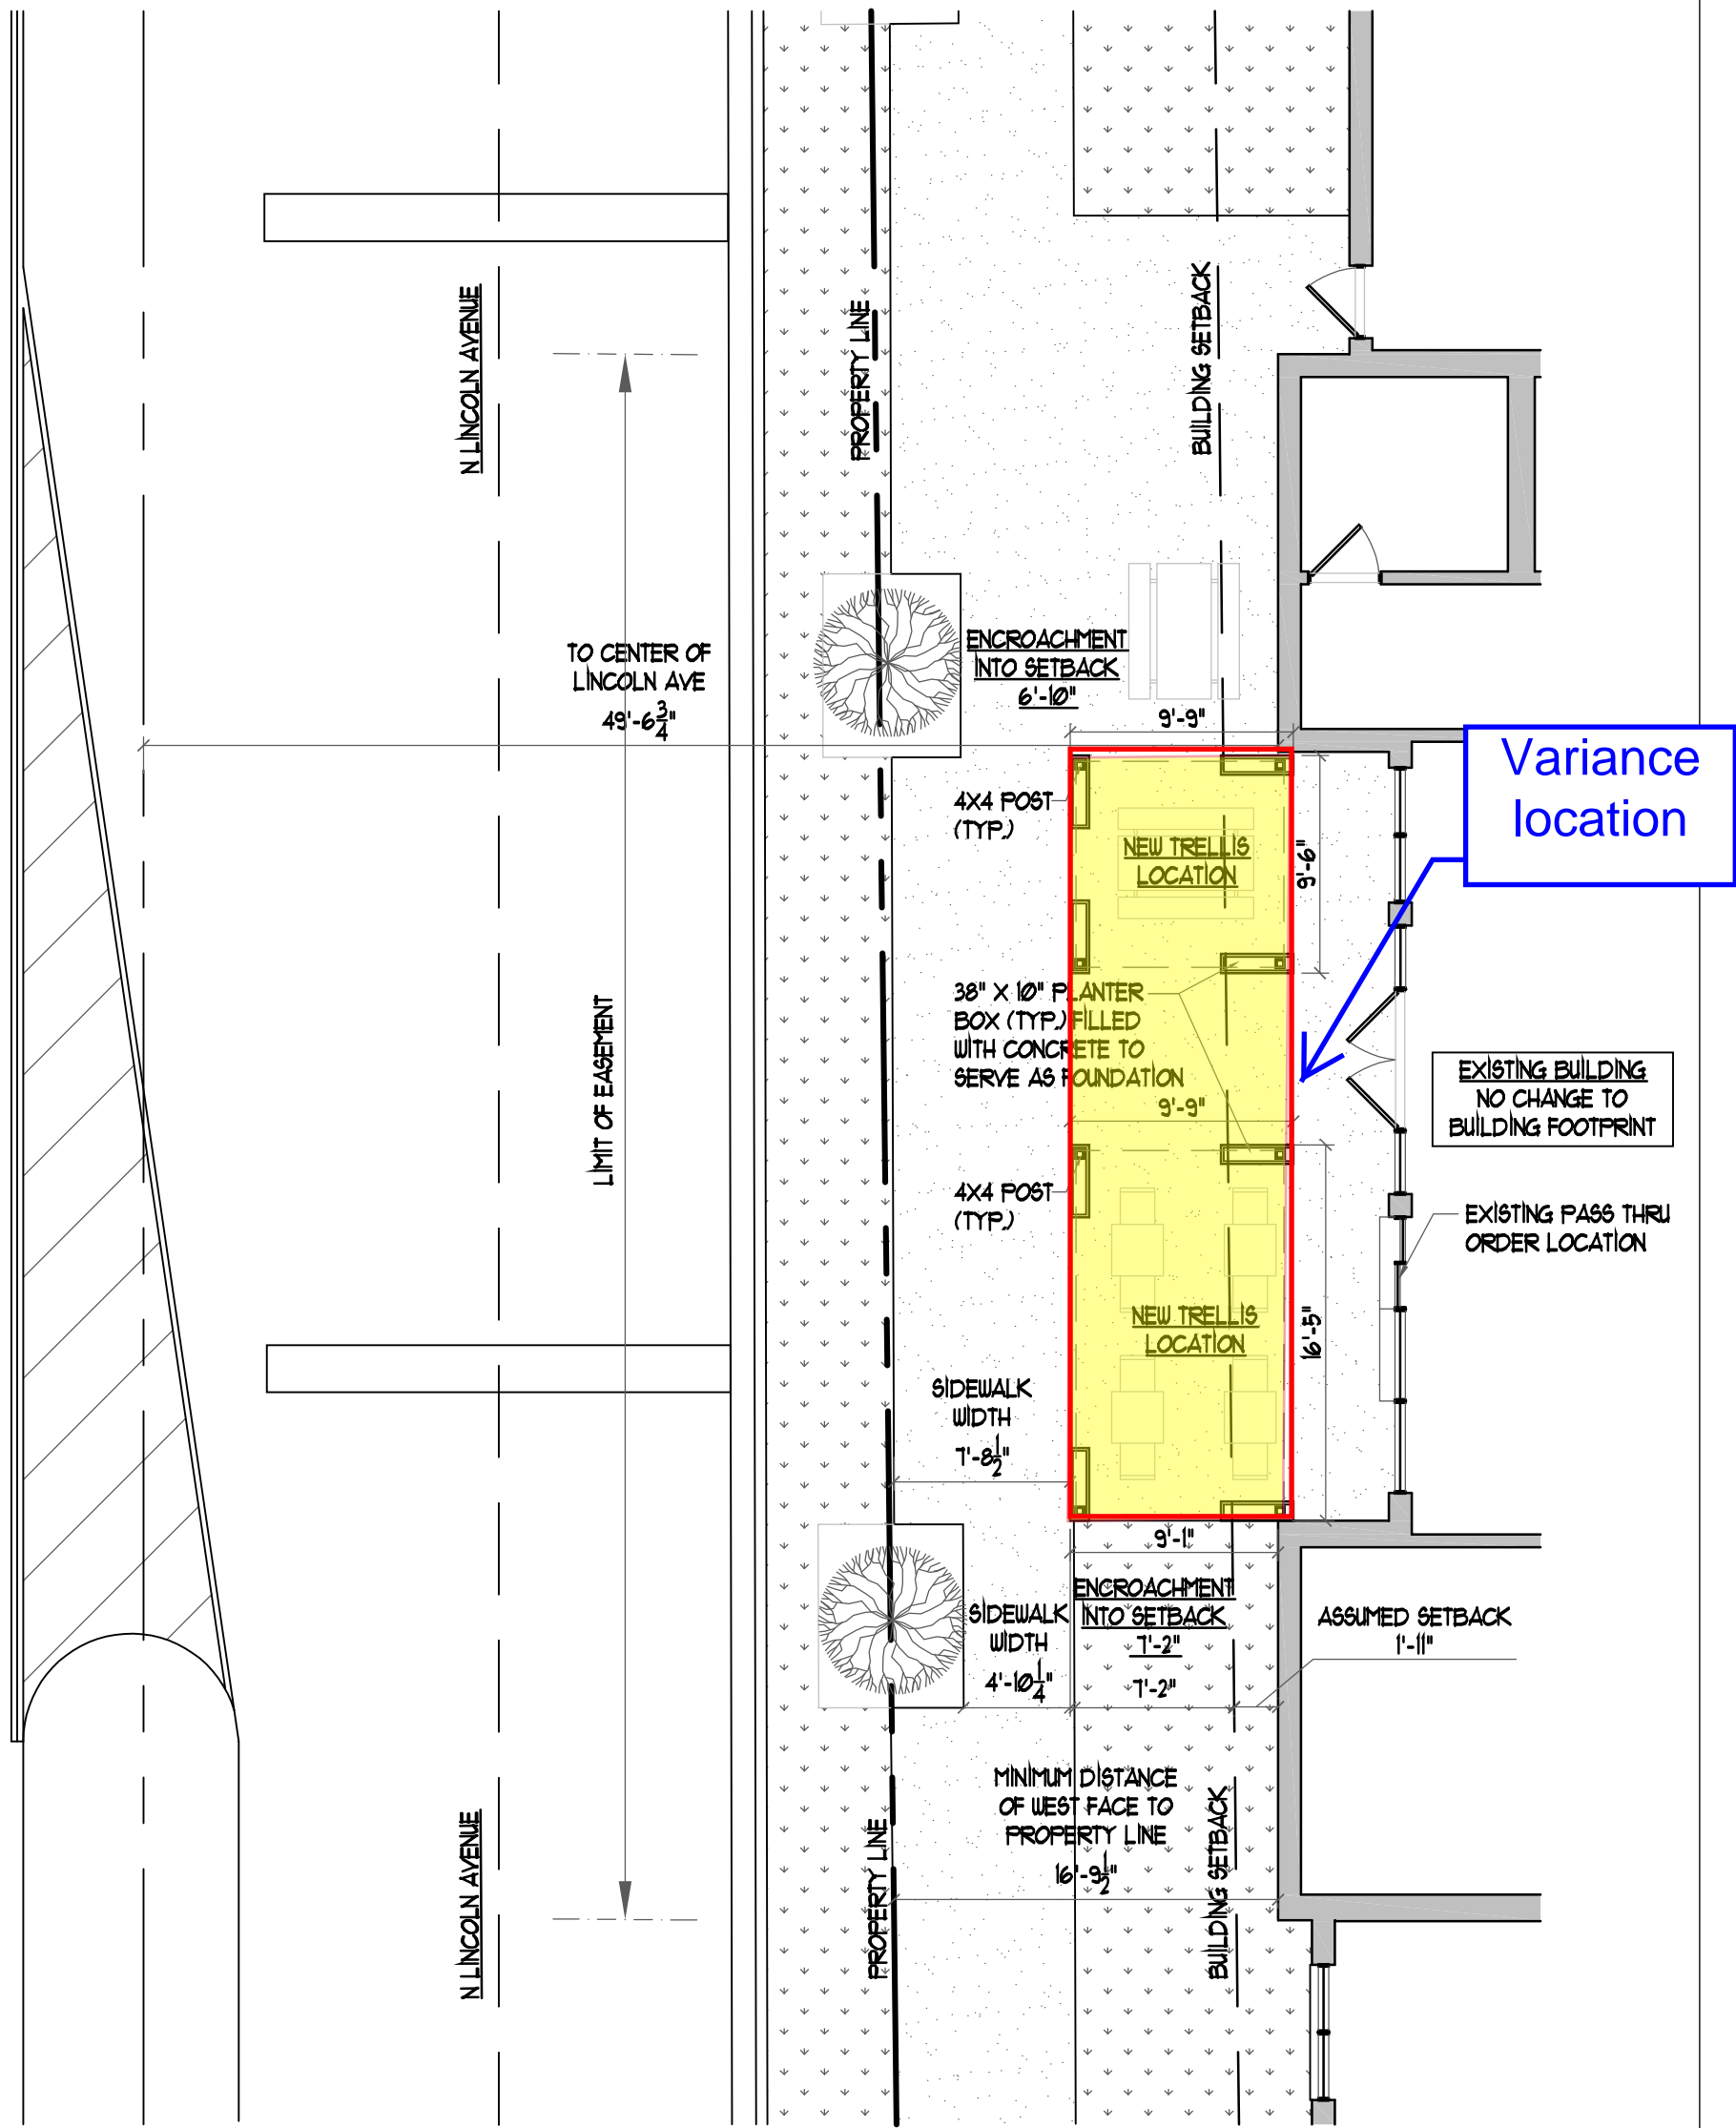 N LINCOLN AVENUE
PROPERTY LINE
BUILDING SETBACK
TO CENTER OF
LINCOLN AVE
49'-6 3/4"
ENCROACHMENT
INTO SETBACK
6'-10"
9'-9"
Variance
location
4X4 POST
(TYP.)
NEW TRELLIS
LOCATION
9'-6"
38" X 10" PLANTER
BOX (TYP.) FILLED
WITH CONCRETE TO
SERVE AS FOUNDATION
9'-9"
LIMIT OF EASEMENT
EXISTING BUILDING
NO CHANGE TO
BUILDING FOOTPRINT
4X4 POST
(TYP.)
EXISTING PASS THRU
ORDER LOCATION
NEW TRELLIS
LOCATION
16'-5"
SIDEWALK
WIDTH
7'-8 1/2"
9'-1"
ENCROACHMENT
INTO SETBACK
7'-2"
7'-2"
SIDEWALK
WIDTH
4'-10 1/4"
ASSUMED SETBACK
1'-11"
MINIMUM DISTANCE
OF WEST FACE TO
PROPERTY LINE
16'-9 1/2"
N LINCOLN AVENUE
PROPERTY LINE
BUILDING SETBACK